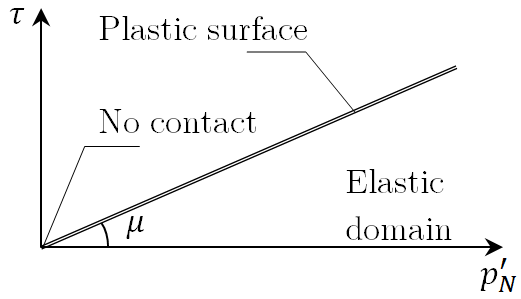 τ
Plastic surface
No contact
Elastic
domain
μ
p′N